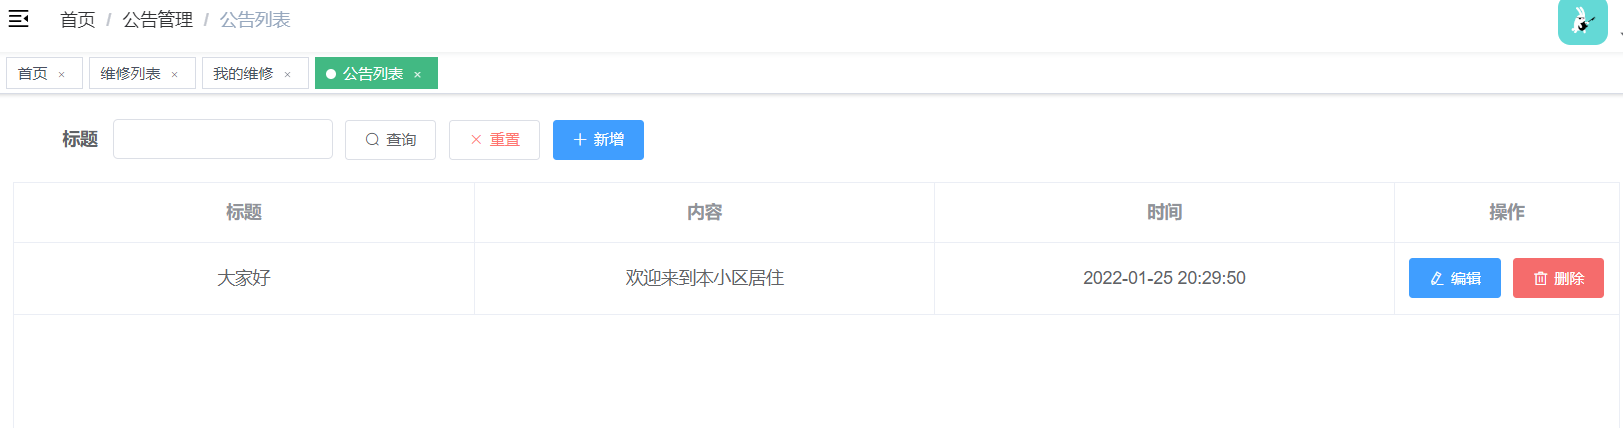 首页 / 公告管理 / 公告列表
首页 × 维修列表 × 我的维修 × 公告列表 ×
标题 查询 重置 新增
标题 内容 时间 操作
大家好 欢迎来到本小区居住 2022-01-25 20:29:50 编辑 删除